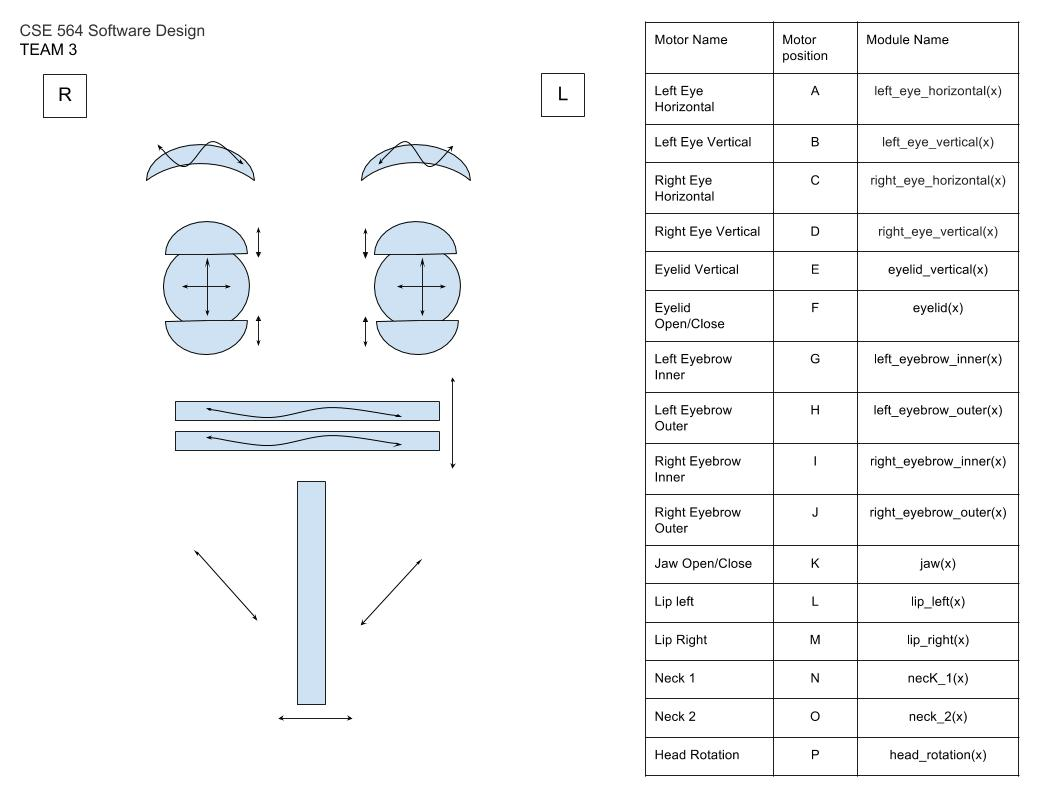 CSE 564 Software Design
TEAM 3
R
L
Motor Name
Motor
position
Module Name
Left Eye
Horizontal
A
left_eye_horizontal(x)
Left Eye Vertical
B
left_eye_vertical(x)
Right Eye
Horizontal
C
right_eye_horizontal(x)
Right Eye Vertical
D
right_eye_vertical(x)
Eyelid Vertical
E
eyelid_vertical(x)
Eyelid
Open/Close
F
eyelid(x)
Left Eyebrow
Inner
G
left_eyebrow_inner(x)
Left Eyebrow
Outer
H
left_eyebrow_outer(x)
Right Eyebrow
Inner
I
right_eyebrow_inner(x)
Right Eyebrow
Outer
J
right_eyebrow_outer(x)
Jaw Open/Close
K
jaw(x)
Lip left
L
lip_left(x)
Lip Right
M
lip_right(x)
Neck 1
N
necK_1(x)
Neck 2
O
neck_2(x)
Head Rotation
P
head_rotation(x)